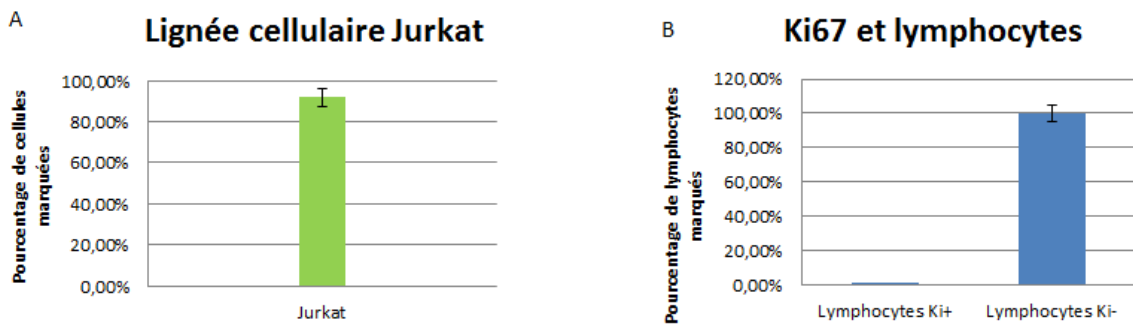 A
Lignée cellulaire Jurkat
Pourcentage de cellules
marquées
100,00%
80,00%
60,00%
40,00%
20,00%
0,00%
Jurkat
B
Ki67 et lymphocytes
Pourcentage de lymphocytes
marqués
120,00%
100,00%
80,00%
60,00%
40,00%
20,00%
0,00%
Lymphocytes Ki+
Lymphocytes Ki-